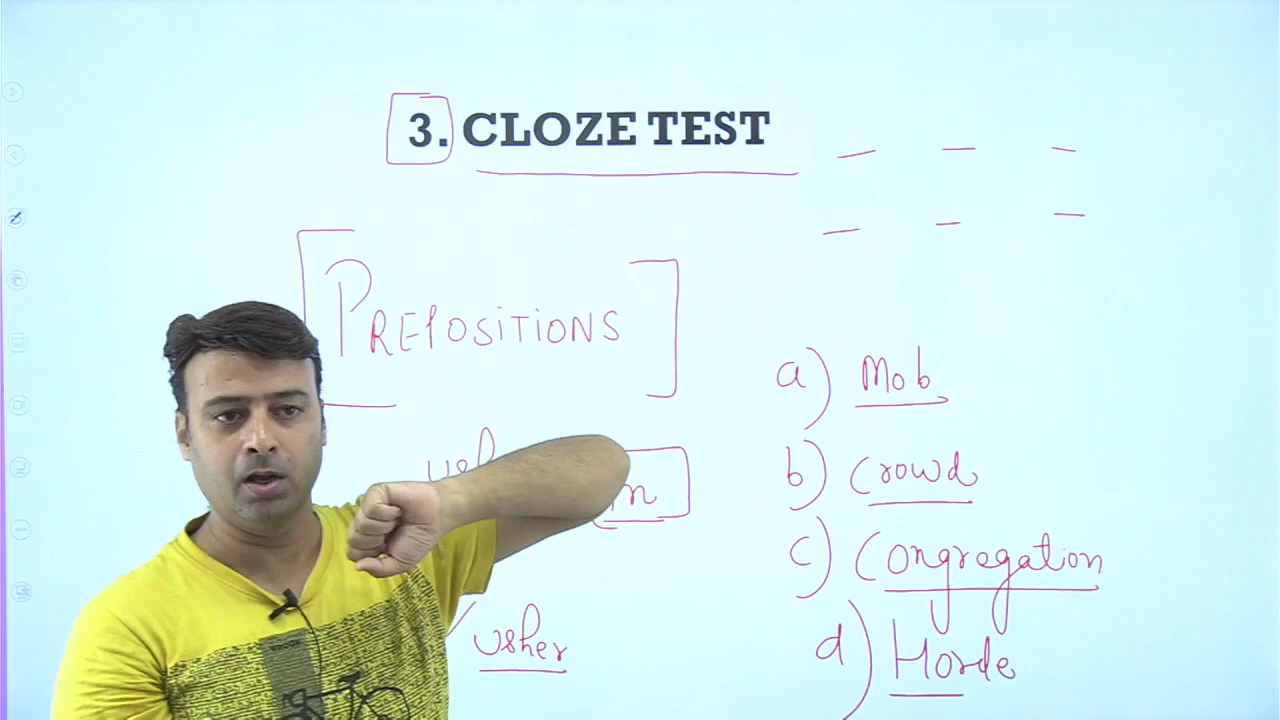 3. CLOZE TEST
PREPOSITIONS
a) Mob
b) Crowd
c) Congregation
d) Horde
usher